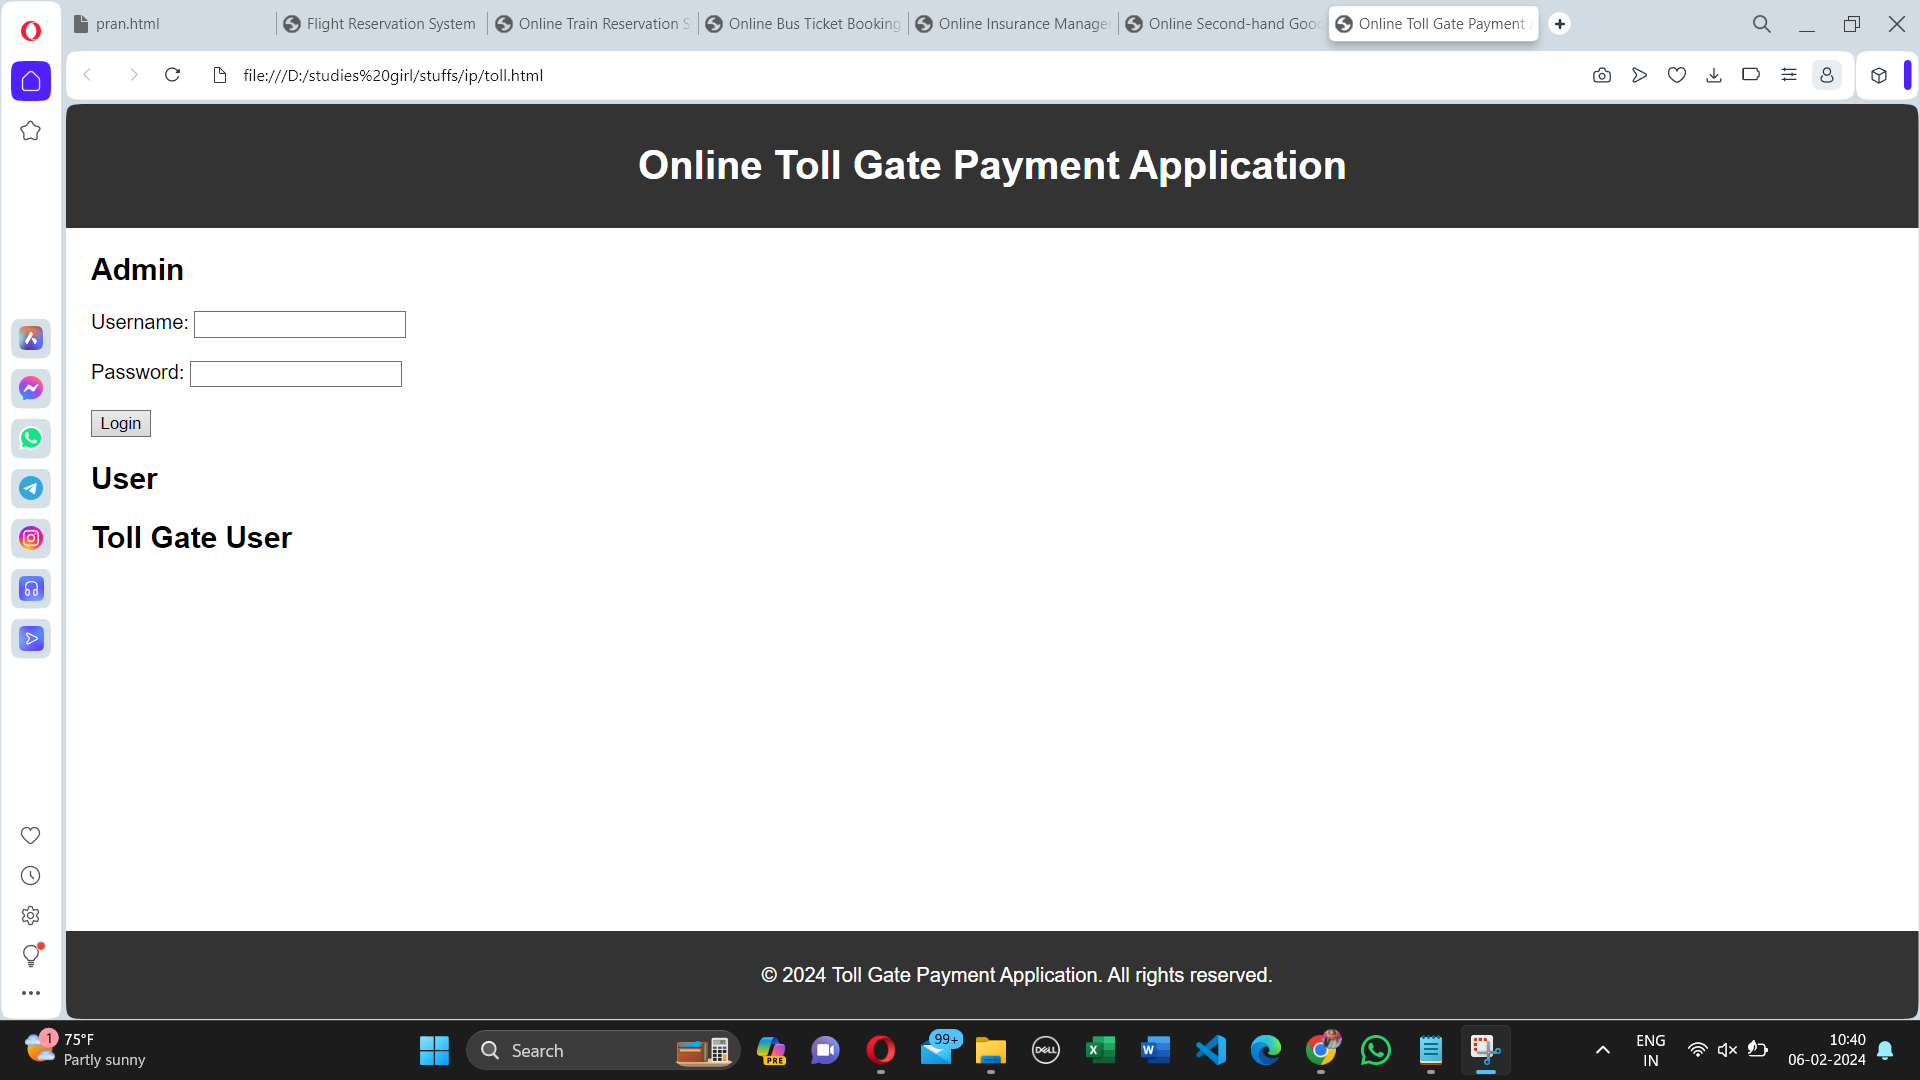 pran.html
Flight Reservation System
Online Train Reservation S
Online Bus Ticket Booking
Online Insurance Manage
Online Second-hand Goo
Online Toll Gate Payment
file:///D:/studies%20girl/stuffs/ip/toll.html
Online Toll Gate Payment Application
Admin
Username:
Password:
Login
User
Toll Gate User
© 2024 Toll Gate Payment Application. All rights reserved.
1
75°F
Partly sunny
Search
PRE
99+
DELL
ENG
IN
10:40
06-02-2024